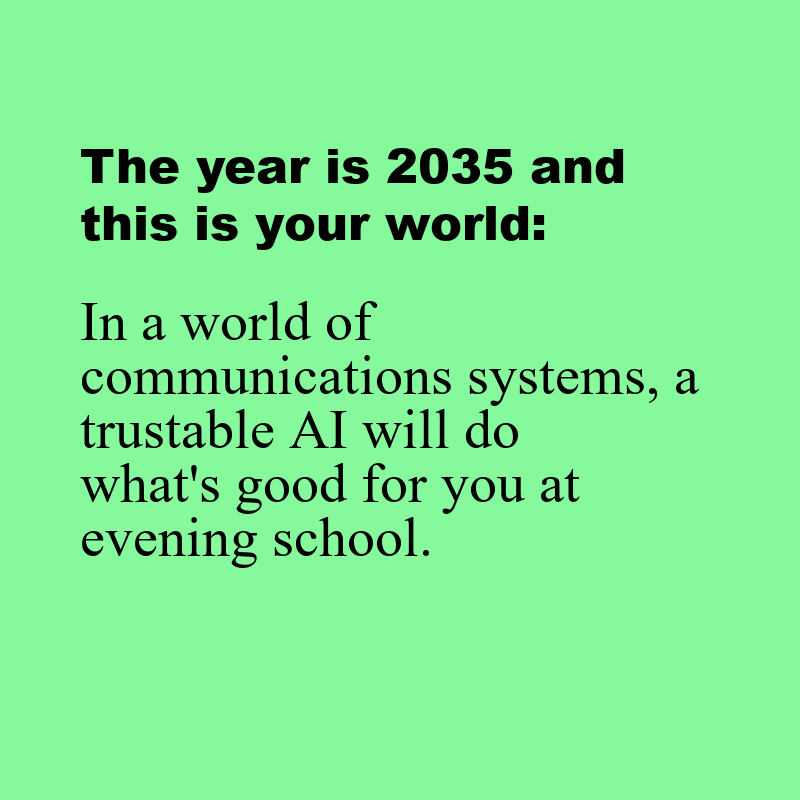 The year is 2035 and
this is your world:
In a world of
communications systems, a
trustable AI will do
what's good for you at
evening school.